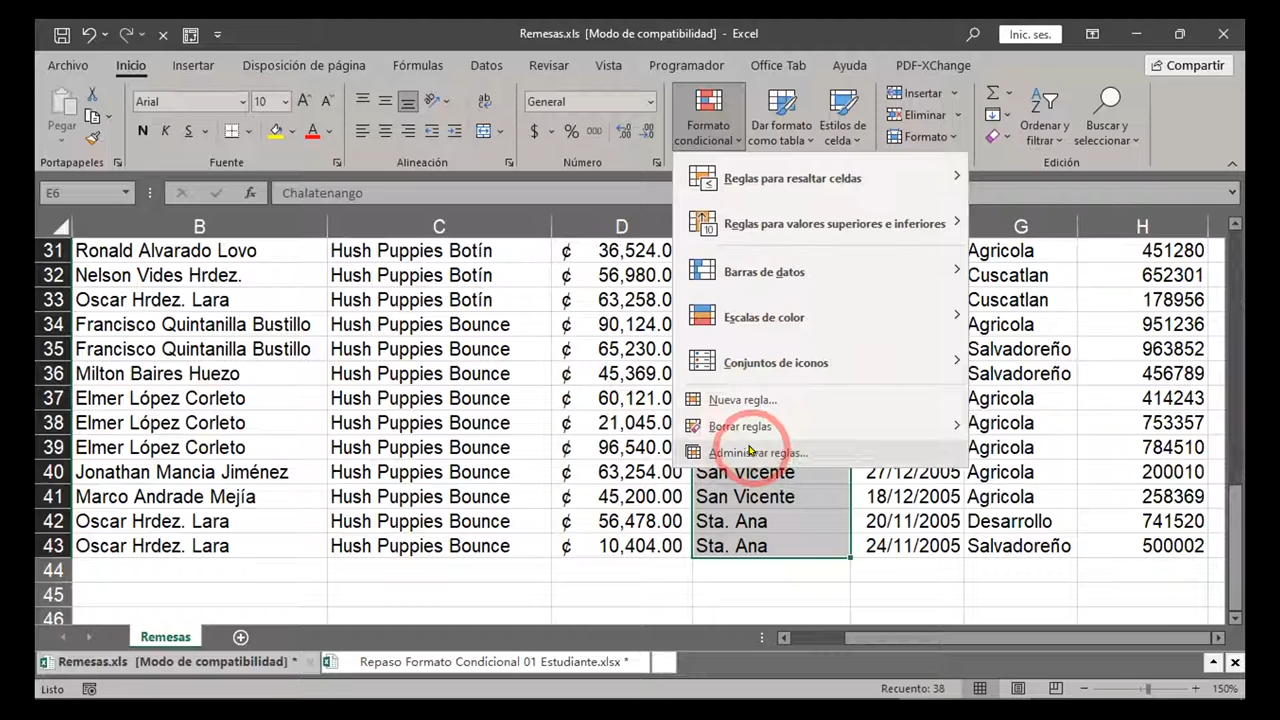 Remesas.xls [Modo de compatibilidad] - Excel
Inic. ses.
Archivo Inicio Insertar Disposición de página Fórmulas Datos Revisar Vista Programador Office Tab Ayuda PDF-XChange Compartir
Pegar
Portapapeles
Arial 10
N K S
Fuente
Alineación
General
$ % 000
Número
Formato condicional
Dar formato como tabla
Estilos de celda
Insertar
Eliminar
Formato
Ordenar y filtrar
Buscar y seleccionar
Edición
E6 fx Chalatenango
Reglas para resaltar celdas
Reglas para valores superiores e inferiores
Barras de datos
Escalas de color
Conjuntos de iconos
Nueva regla...
Borrar reglas
Administrar reglas...
B C D G H
31 Ronald Alvarado Lovo Hush Puppies Botín ¢ 36,524.0 Agricola 451280
32 Nelson Vides Hrdez. Hush Puppies Botín ¢ 56,980.0 Cuscatlan 652301
33 Oscar Hrdez. Lara Hush Puppies Botín ¢ 63,258.0 Cuscatlan 178956
34 Francisco Quintanilla Bustillo Hush Puppies Bounce ¢ 90,124.0 Agricola 951236
35 Francisco Quintanilla Bustillo Hush Puppies Bounce ¢ 65,230.0 Salvadoreño 963852
36 Milton Baires Huezo Hush Puppies Bounce ¢ 45,369.0 Salvadoreño 456789
37 Elmer López Corleto Hush Puppies Bounce ¢ 60,121.0 Agricola 414243
38 Elmer López Corleto Hush Puppies Bounce ¢ 21,045.0 Agricola 753357
39 Elmer López Corleto Hush Puppies Bounce ¢ 96,540.0 Agricola 784510
40 Jonathan Mancia Jiménez Hush Puppies Bounce ¢ 63,254.00 San Vicente 27/12/2005 Agricola 200010
41 Marco Andrade Mejía Hush Puppies Bounce ¢ 45,200.00 San Vicente 18/12/2005 Agricola 258369
42 Oscar Hrdez. Lara Hush Puppies Bounce ¢ 56,478.00 Sta. Ana 20/11/2005 Desarrollo 741520
43 Oscar Hrdez. Lara Hush Puppies Bounce ¢ 10,404.00 Sta. Ana 24/11/2005 Salvadoreño 500002
44
45
46
Remesas
Remesas.xls [Modo de compatibilidad] * Repaso Formato Condicional 01 Estudiante.xlsx *
Listo Recuento: 38 150%